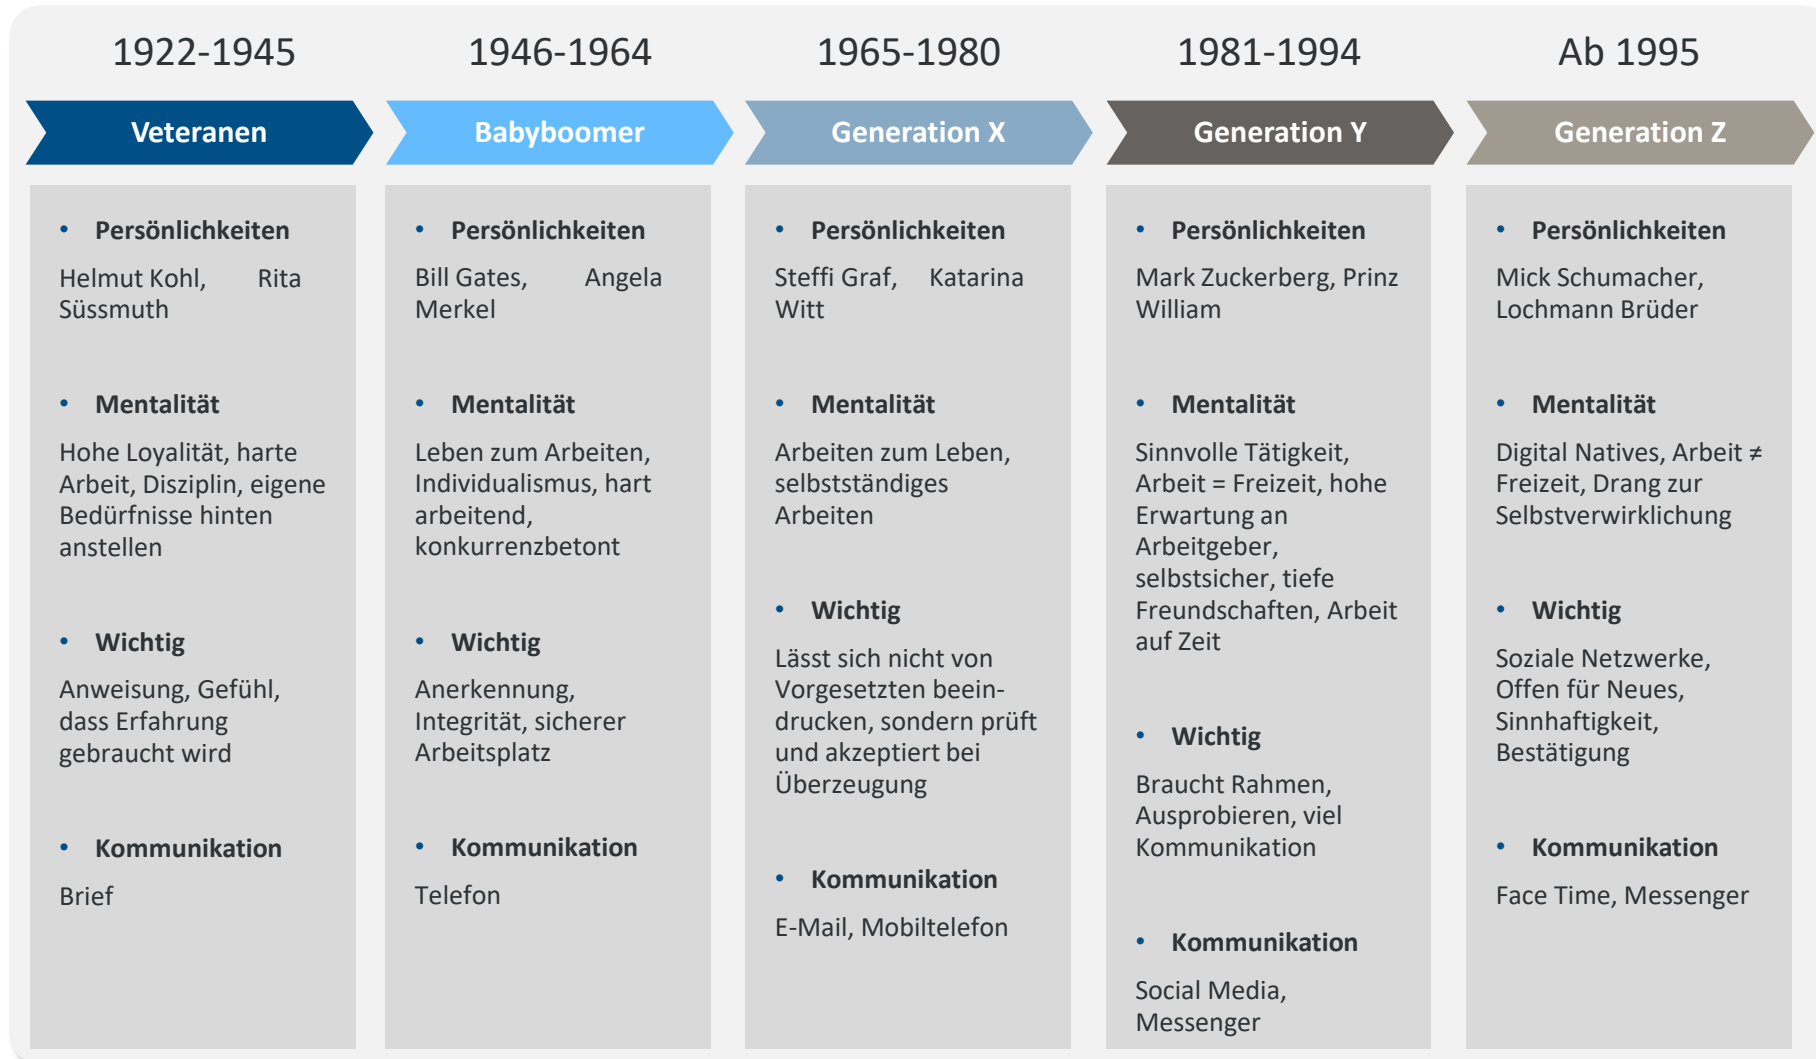 1922-1945
Veteranen
• Persönlichkeiten
Helmut Kohl, Rita
Süssmuth
• Mentalität
Hohe Loyalität, harte
Arbeit, Disziplin, eigene
Bedürfnisse hinten
anstellen
• Wichtig
Anweisung, Gefühl,
dass Erfahrung
gebraucht wird
• Kommunikation
Brief
1946-1964
Babyboomer
• Persönlichkeiten
Bill Gates, Angela
Merkel
• Mentalität
Leben zum Arbeiten,
Individualismus, hart
arbeitend,
konkurrenzbetont
• Wichtig
Anerkennung,
Integrität, sicherer
Arbeitsplatz
• Kommunikation
Telefon
1965-1980
Generation X
• Persönlichkeiten
Steffi Graf, Katarina
Witt
• Mentalität
Arbeiten zum Leben,
selbstständiges
Arbeiten
• Wichtig
Lässt sich nicht von
Vorgesetzten beein-
drucken, sondern prüft
und akzeptiert bei
Überzeugung
• Kommunikation
E-Mail, Mobiltelefon
1981-1994
Generation Y
• Persönlichkeiten
Mark Zuckerberg, Prinz
William
• Mentalität
Sinnvolle Tätigkeit,
Arbeit = Freizeit, hohe
Erwartung an
Arbeitgeber,
selbstsicher, tiefe
Freundschaften, Arbeit
auf Zeit
• Wichtig
Braucht Rahmen,
Ausprobieren, viel
Kommunikation
• Kommunikation
Social Media,
Messenger
Ab 1995
Generation Z
• Persönlichkeiten
Mick Schumacher,
Lochmann Brüder
• Mentalität
Digital Natives, Arbeit ≠
Freizeit, Drang zur
Selbstverwirklichung
• Wichtig
Soziale Netzwerke,
Offen für Neues,
Sinnhaftigkeit,
Bestätigung
• Kommunikation
Face Time, Messenger